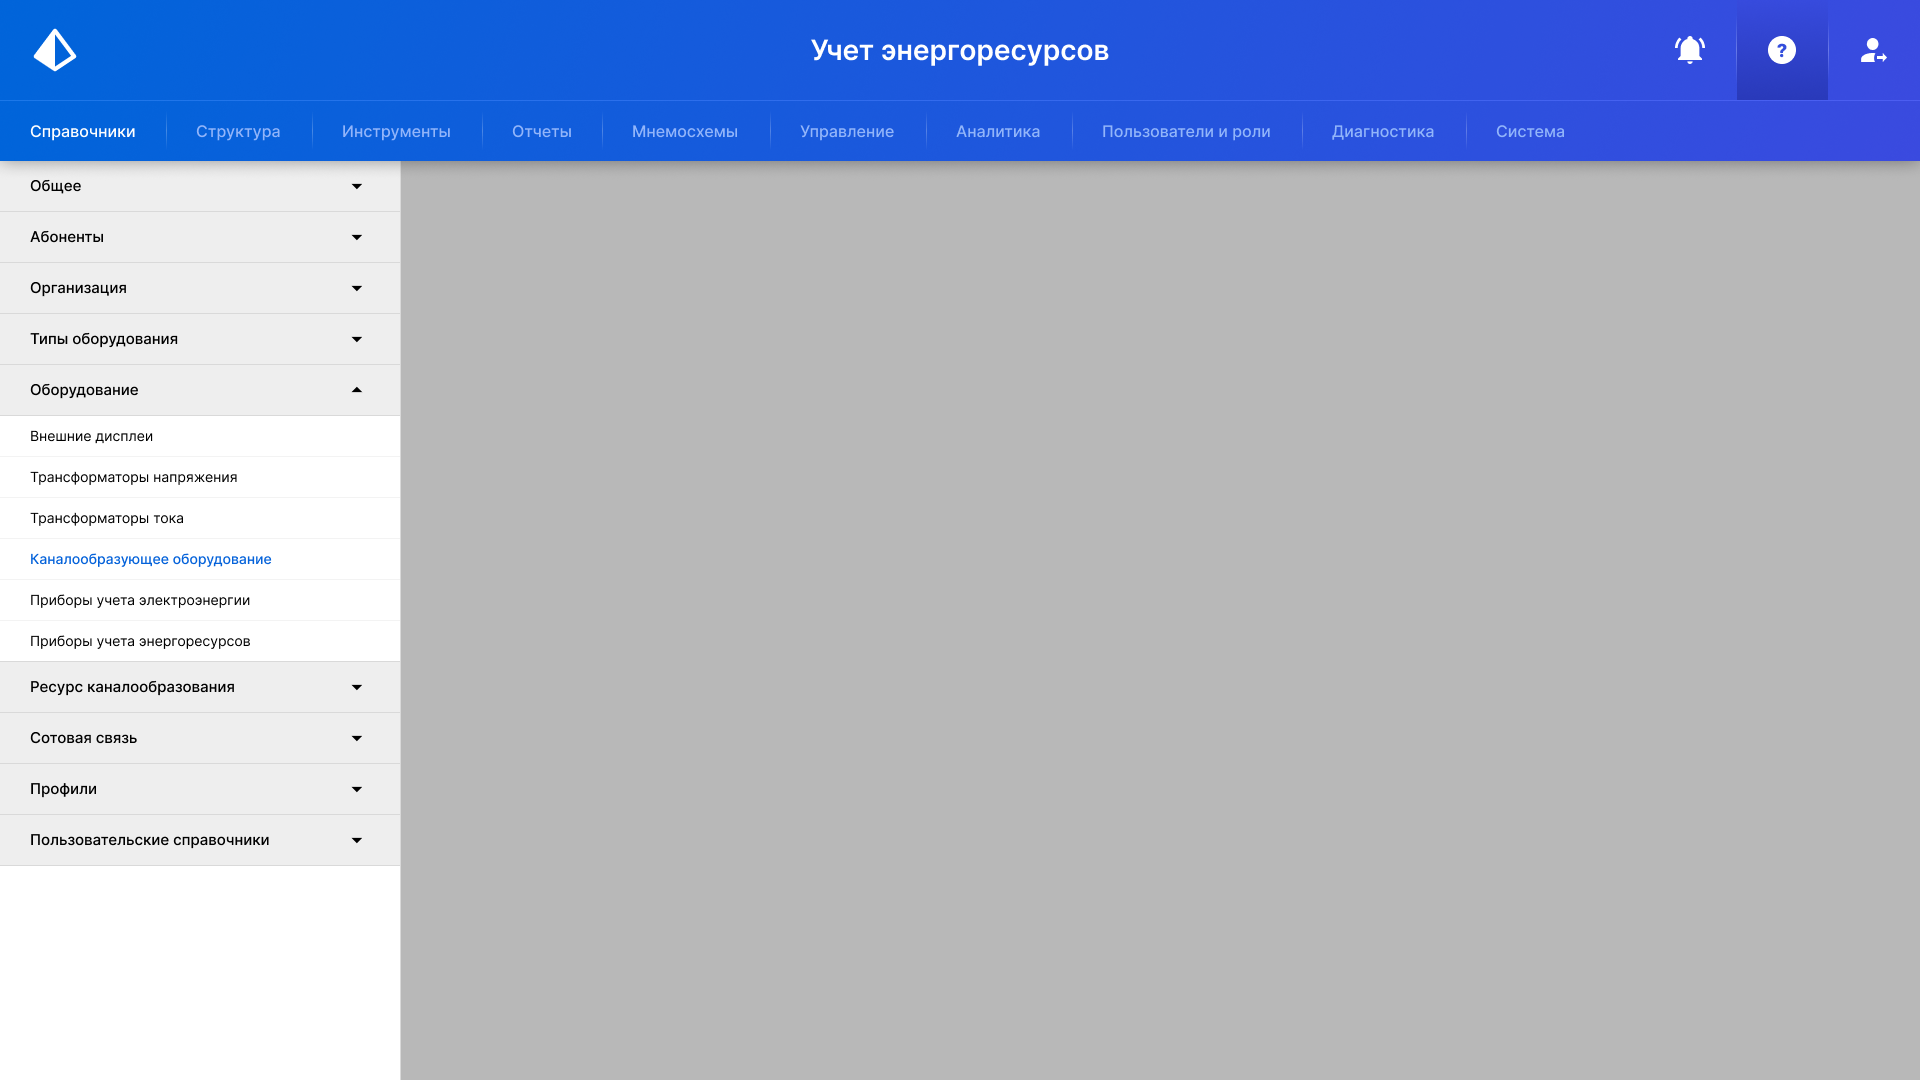 Учет энергоресурсов
?
Справочники Структура Инструменты Отчеты Мнемосхемы Управление Аналитика Пользователи и роли Диагностика Система
Общее
Абоненты
Организация
Типы оборудования
Оборудование
Внешние дисплеи
Трансформаторы напряжения
Трансформаторы тока
Каналообразующее оборудование
Приборы учета электроэнергии
Приборы учета энергоресурсов
Ресурс каналообразования
Сотовая связь
Профили
Пользовательские справочники